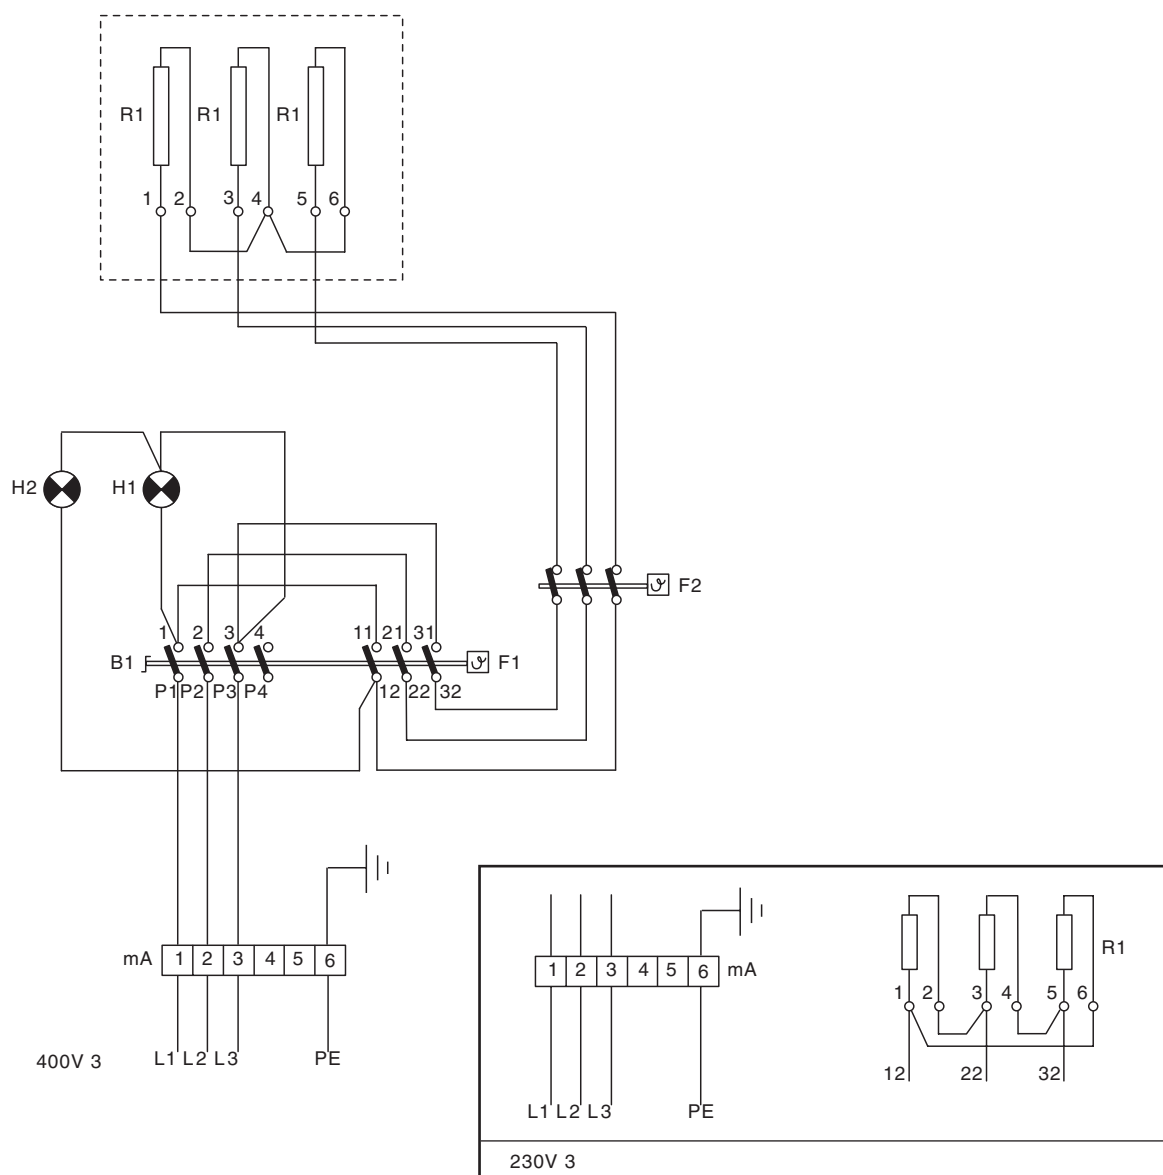 R1 R1 R1
1 2 3 4 5 6
H2 H1
ϑ F2
1 2 3 4 11 21 31
B1 ϑ F1
P1 P2 P3 P4 12 22 32
mA 1 2 3 4 5 6
400V 3 L1 L2 L3 PE
1 2 3 4 5 6 mA
L1 L2 L3 PE
R1
1 2 3 4 5 6
12 22 32
230V 3